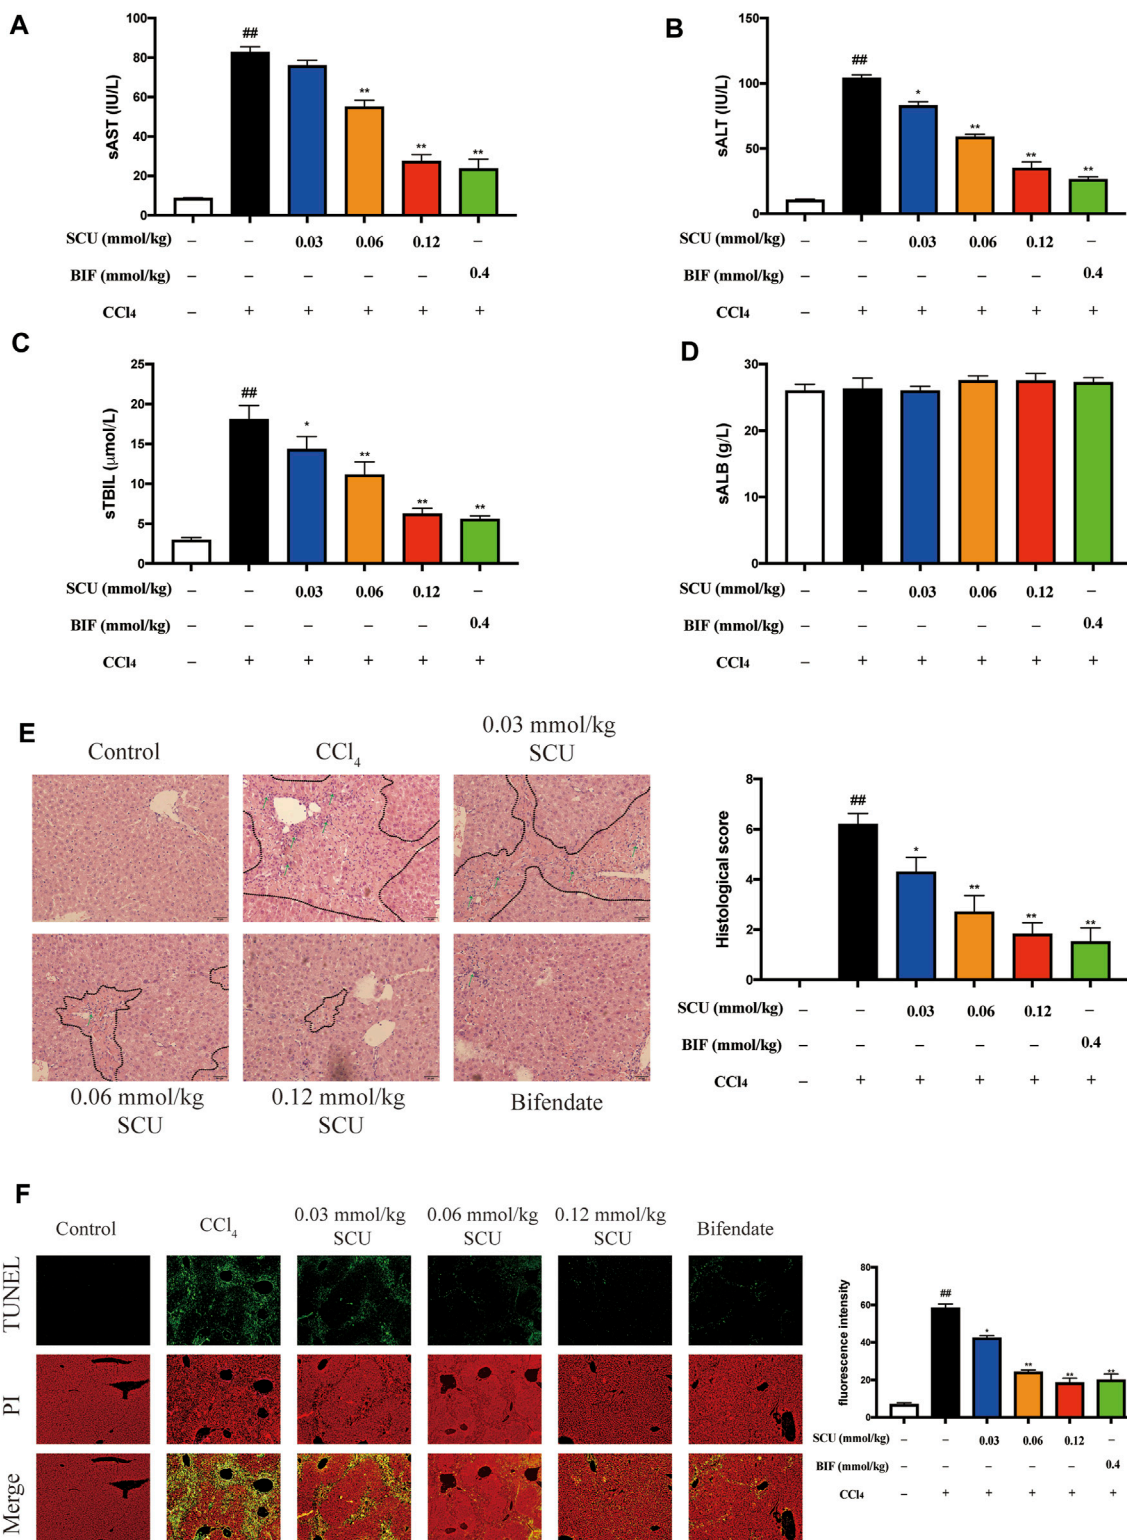 A
sAST (IU/L)
100
80
60
40
20
0
##
**
**
**
SCU (mmol/kg) – – 0.03 0.06 0.12 –
BIF (mmol/kg) – – – – – 0.4
CCl4 – + + + + +
B
sALT (IU/L)
150
100
50
0
##
*
**
**
**
SCU (mmol/kg) – – 0.03 0.06 0.12 –
BIF (mmol/kg) – – – – – 0.4
CCl4 – + + + + +
C
sTBIL (μmol/L)
25
20
15
10
5
0
##
*
**
**
**
SCU (mmol/kg) – – 0.03 0.06 0.12 –
BIF (mmol/kg) – – – – – 0.4
CCl4 – + + + + +
D
sALB (g/L)
30
20
10
0
SCU (mmol/kg) – – 0.03 0.06 0.12 –
BIF (mmol/kg) – – – – – 0.4
CCl4 – + + + + +
E
Control
CCl4
0.03 mmol/kg
SCU
0.06 mmol/kg
SCU
0.12 mmol/kg
SCU
Bifendate
Histological score
8
6
4
2
0
##
*
**
**
**
SCU (mmol/kg) – – 0.03 0.06 0.12 –
BIF (mmol/kg) – – – – – 0.4
CCl4 – + + + + +
F
Control
CCl4
0.03 mmol/kg
SCU
0.06 mmol/kg
SCU
0.12 mmol/kg
SCU
Bifendate
TUNEL
PI
Merge
fluorescence intensity
80
60
40
20
0
##
*
**
**
**
SCU (mmol/kg) – – 0.03 0.06 0.12 –
BIF (mmol/kg) – – – – – 0.4
CCl4 – + + + + +